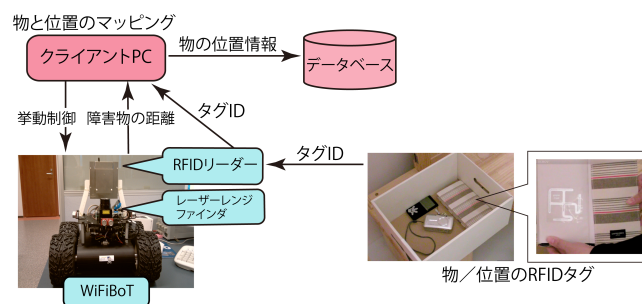 物と位置のマッピング
クライアントPC
物の位置情報
データベース
挙動制御
障害物の距離
タグID
RFIDリーダー
タグID
レーザーレンジ
ファインダ
WiFiBoT
物／位置のRFIDタグ